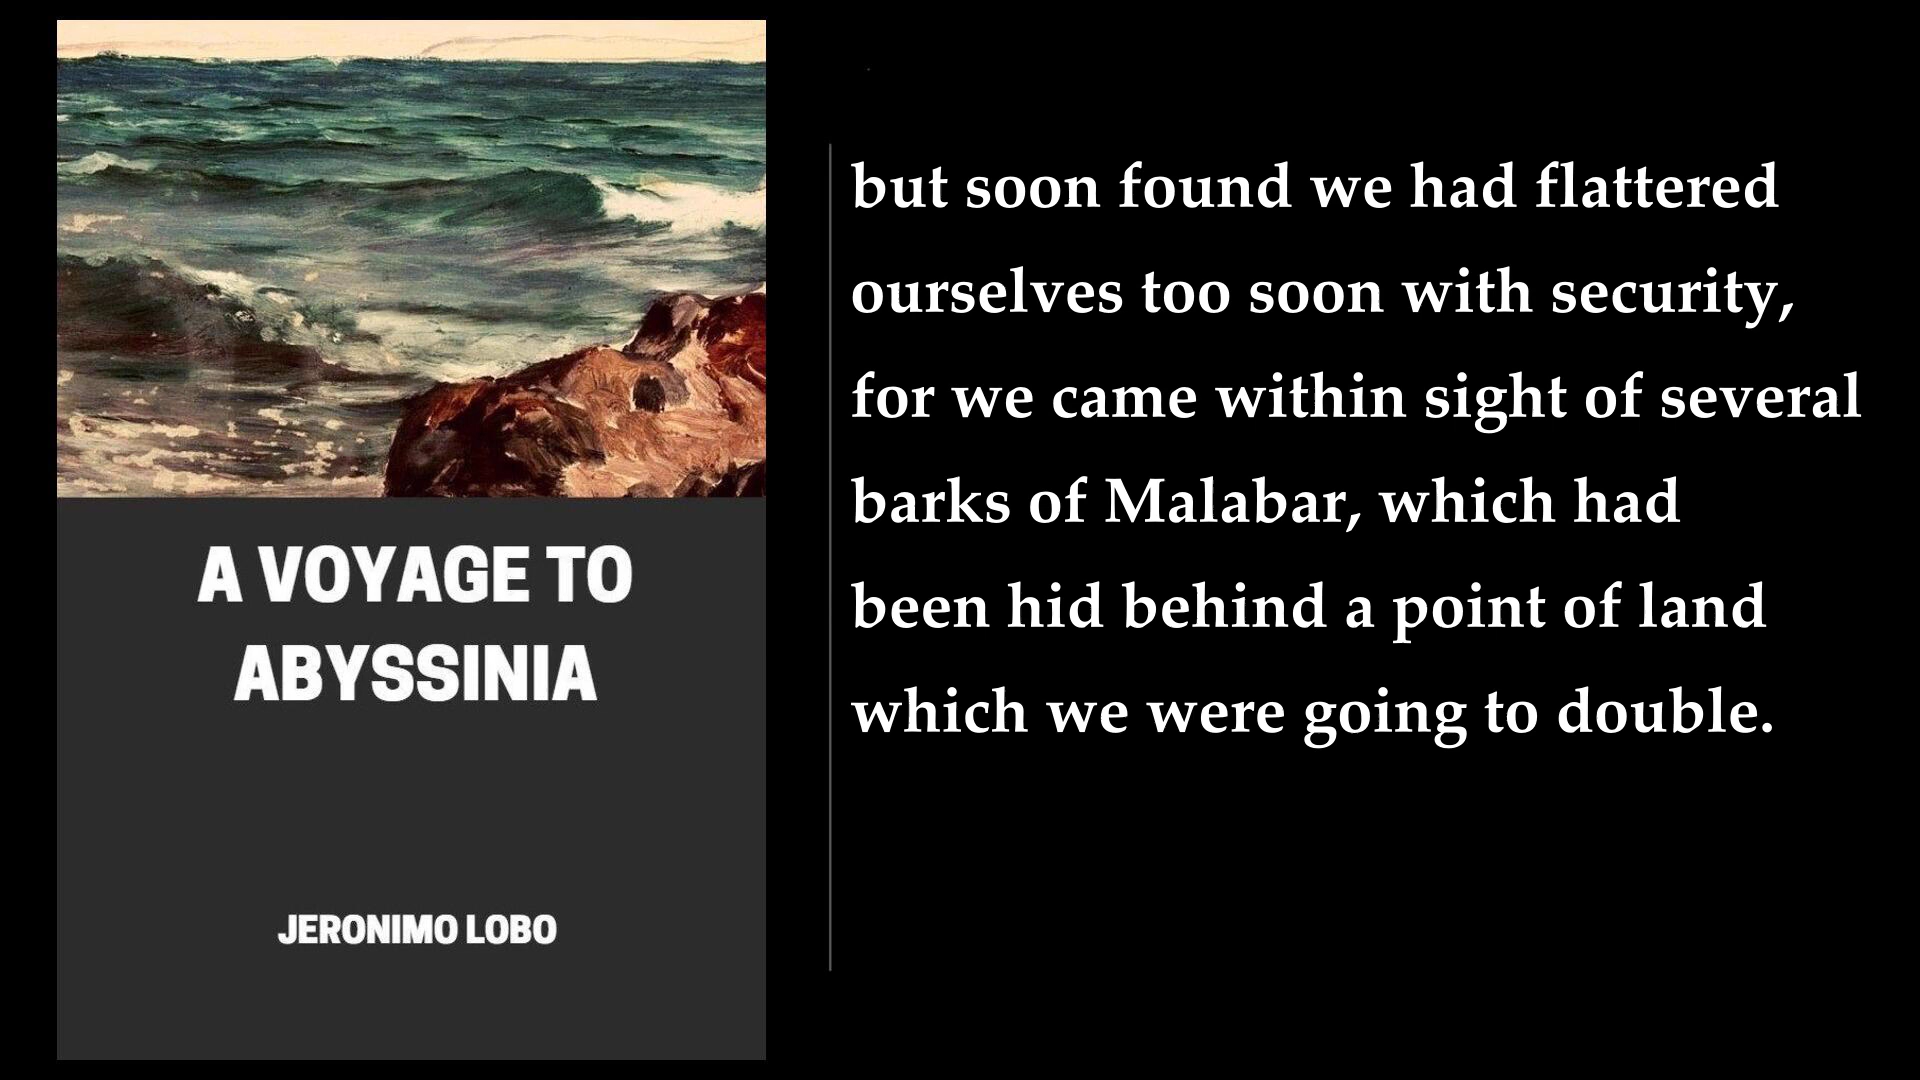 A VOYAGE TO
ABYSSINIA
JERONIMO LOBO
but soon found we had flattered
ourselves too soon with security,
for we came within sight of several
barks of Malabar, which had
been hid behind a point of land
which we were going to double.